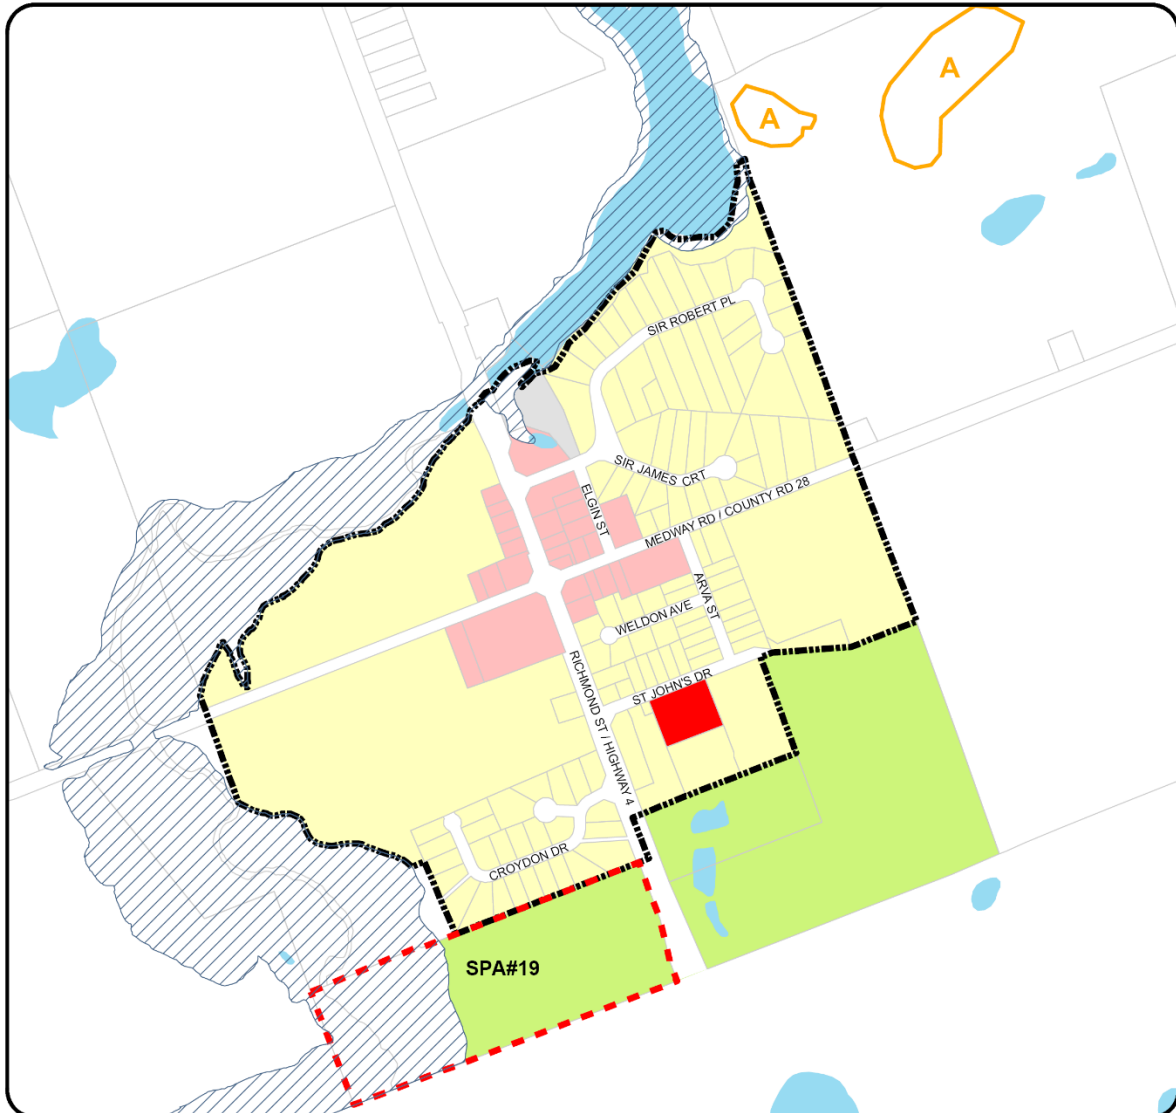 A
A
SIR ROBERT PL
SIR JAMES CRT
ELGIN ST
MEDWAY RD / COUNTY RD 28
ARVA ST
WELDON AVE
ST JOHN'S DR
RICHMOND ST / HIGHWAY 4
CROYDON DR
SPA#19